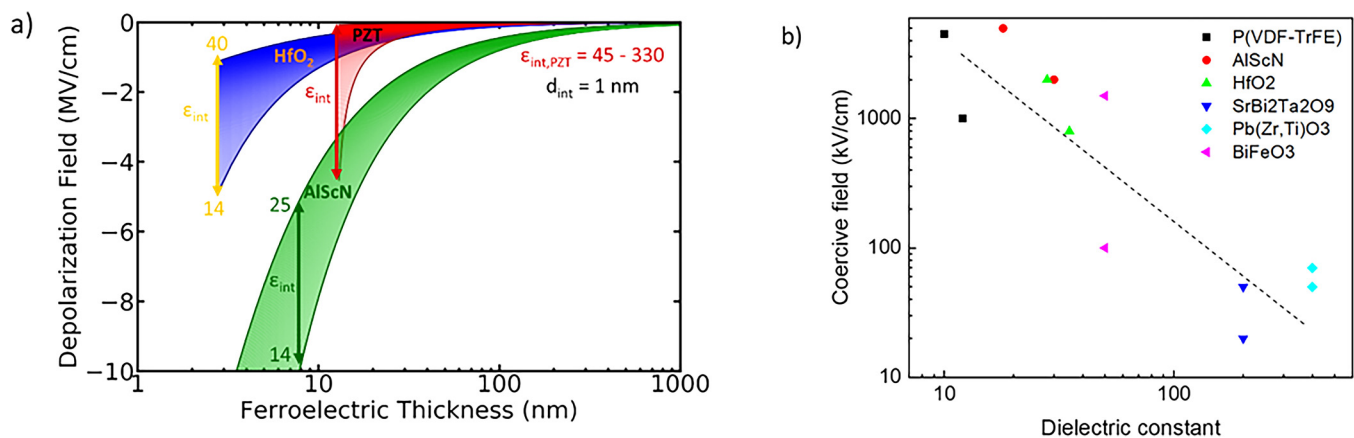 a)
Depolarization Field (MV/cm)
0
−2
−4
−6
−8
−10
1
10
100
1000
Ferroelectric Thickness (nm)
40
HfO2
εint
14
PZT
εint
εint,PZT = 45 - 330
dint = 1 nm
AlScN
25
εint
14
b)
Coercive field (kV/cm)
1000
100
10
10
100
Dielectric constant
P(VDF-TrFE)
AlScN
HfO2
SrBi2Ta2O9
Pb(Zr,Ti)O3
BiFeO3